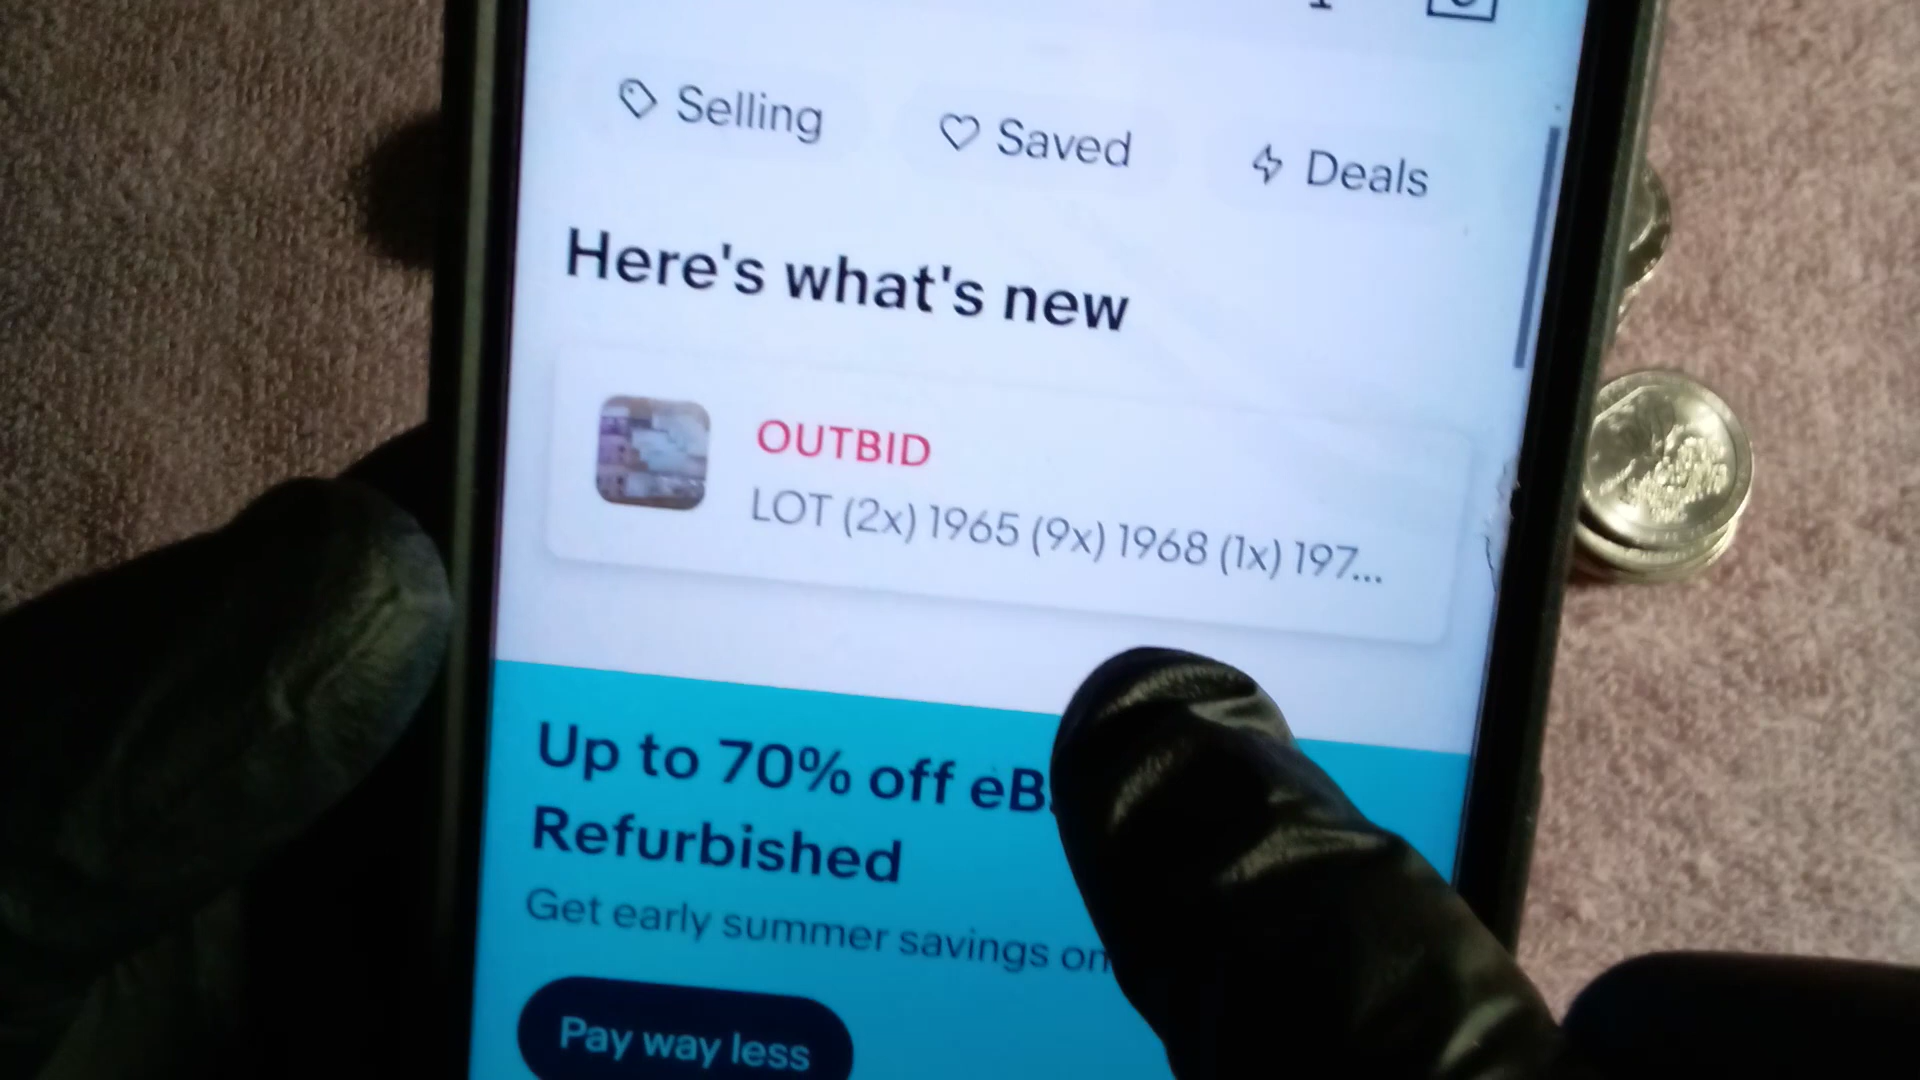 Selling
Saved
Deals
Here's what's new
OUTBID
LOT (2x) 1965 (9x) 1968 (1x) 197...
Up to 70% off
Refurbished
Get early summer savings on
Pay way less